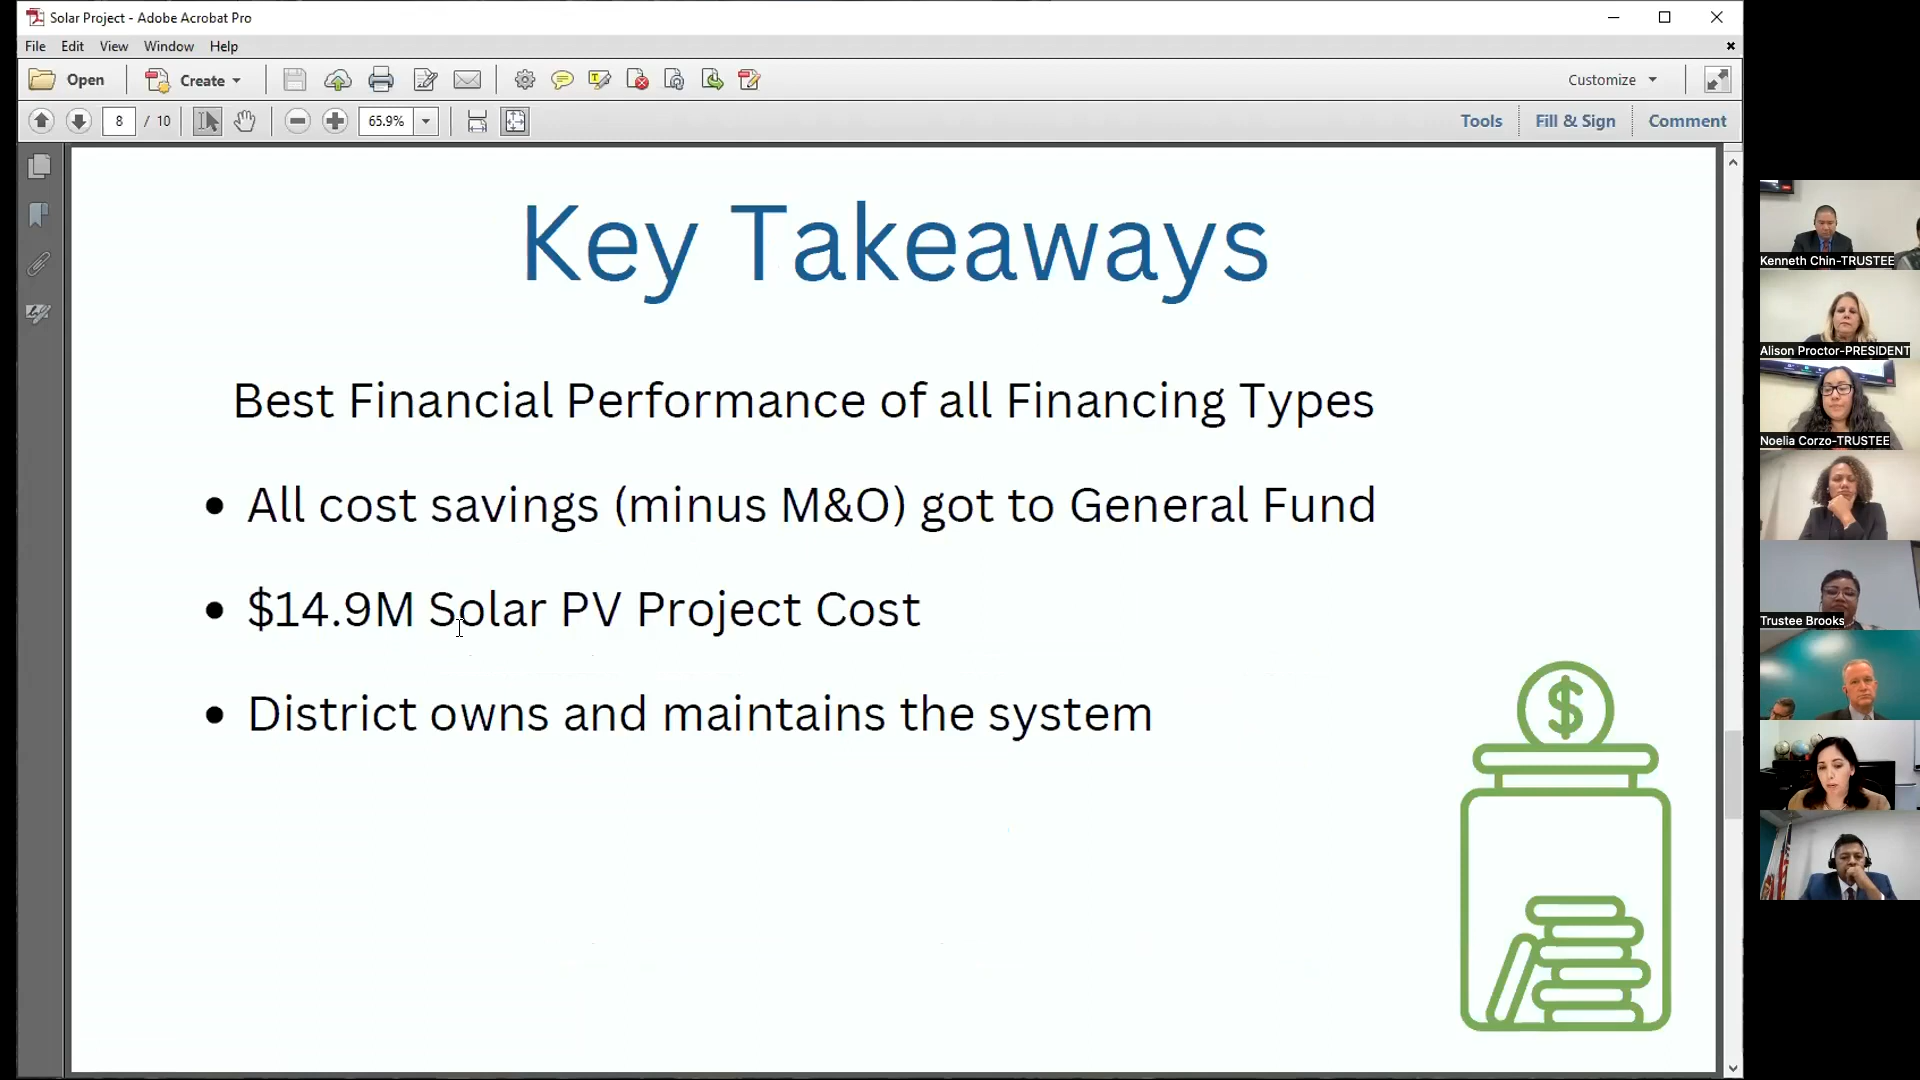 Solar Project - Adobe Acrobat Pro
File Edit View Window Help
Open Create Customize
8 / 10 65.9% Tools Fill & Sign Comment
Key Takeaways
Best Financial Performance of all Financing Types
• All cost savings (minus M&O) got to General Fund
• $14.9M Solar PV Project Cost
• District owns and maintains the system
$
Kenneth Chin-TRUSTEE
Alison Proctor-PRESIDENT
Noelia Corzo-TRUSTEE
Trustee Brooks